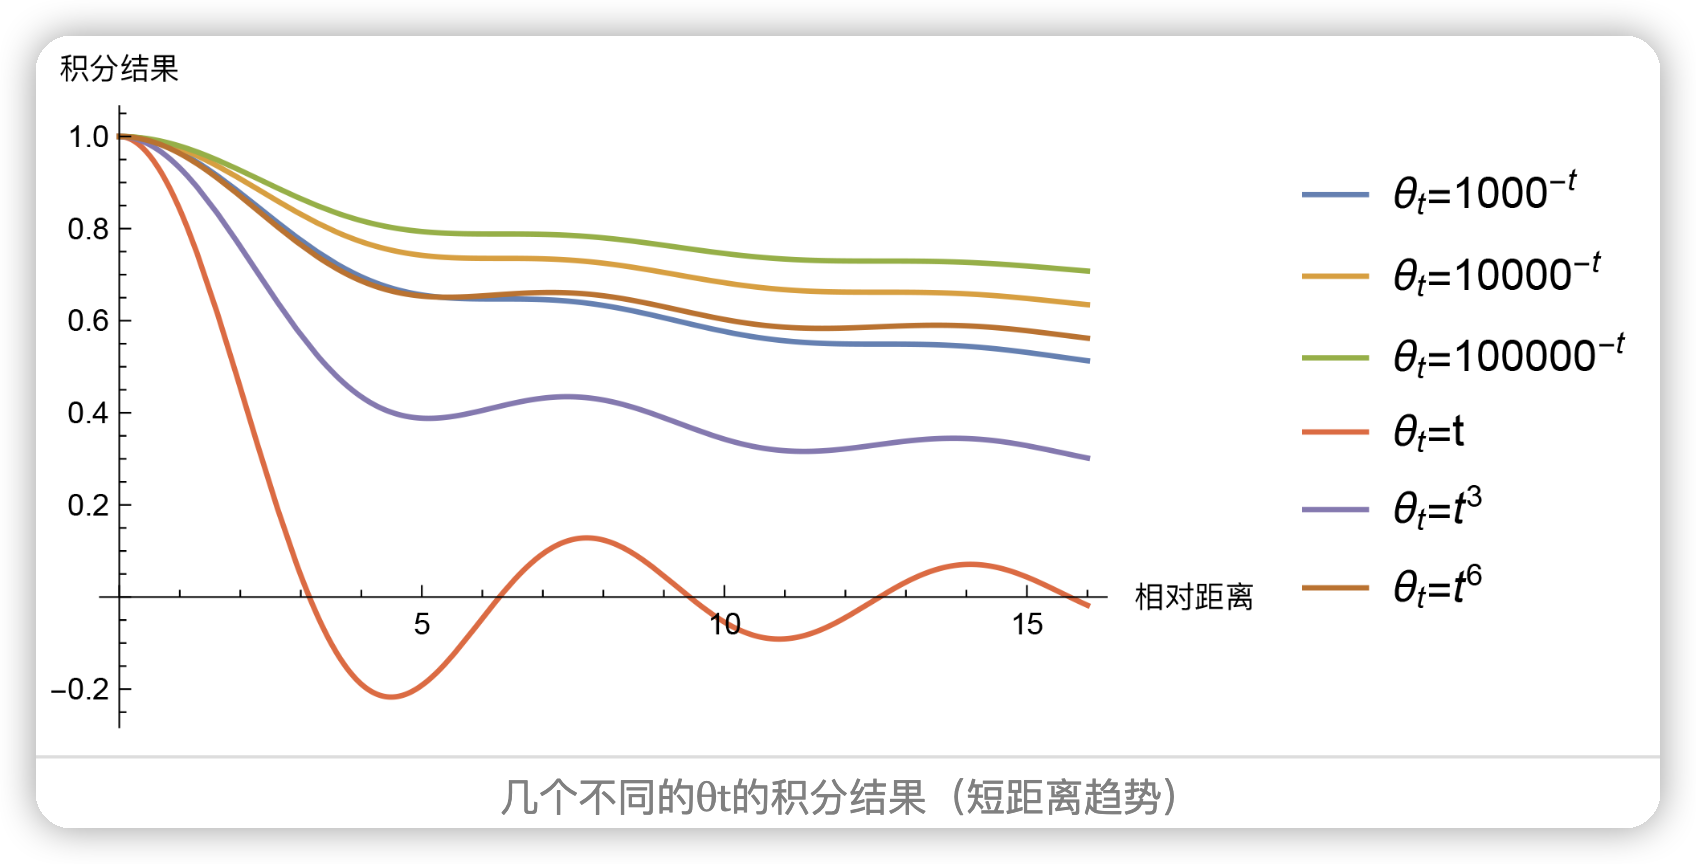 积分结果
1.0
0.8
0.6
0.4
0.2
−0.2
5
10
15
相对距离
θₜ=1000⁻ᵗ
θₜ=10000⁻ᵗ
θₜ=100000⁻ᵗ
θₜ=t
θₜ=t³
θₜ=t⁶
几个不同的θt的积分结果（短距离趋势）